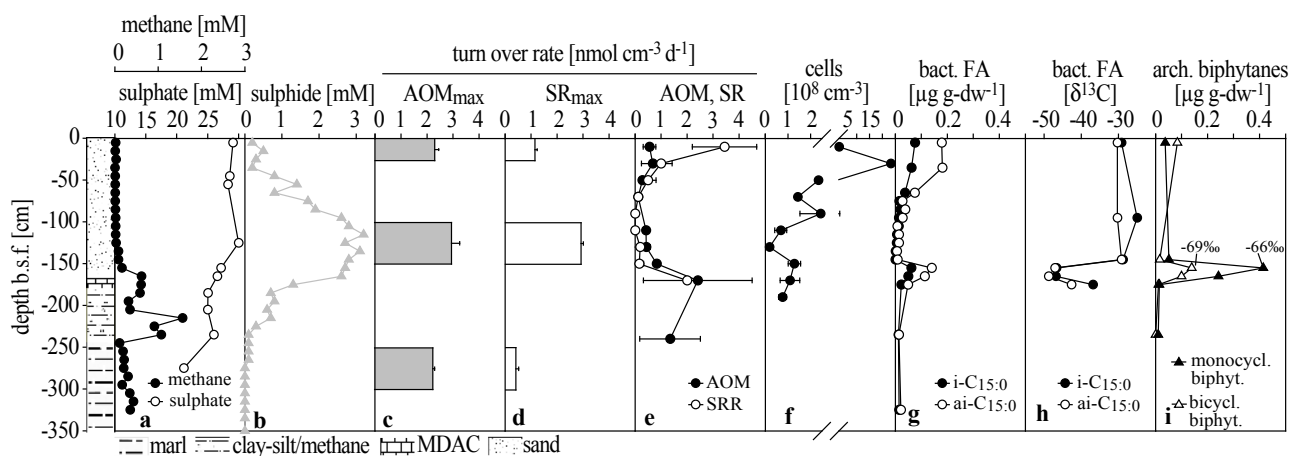 methane [mM]
0 1 2 3
turn over rate [nmol cm-3 d-1]
cells
bact. FA
bact. FA
arch. biphytanes
sulphate [mM]
sulphide [mM]
AOMmax
SRmax
AOM, SR
[10⁸ cm-3]
[µg g-dw-1]
[δ13C]
[µg g-dw-1]
10 15 20 25
0 1 2 3
0 1 2 3 4
0 1 2 3 4
0 1 2 3 4
0 1 2 5 15
0 0.2 0.4
-50 -40 -30
0 0.2 0.4
depth b.s.f. [cm]
0
-50
-100
-150
-200
-250
-300
-350
-69‰
-66‰
methane
sulphate
AOM
SRR
i-C15:0
ai-C15:0
i-C15:0
ai-C15:0
monocycl.
biphyt.
bicycl.
biphyt.
a b c d e f g h i
marl clay-silt/methane MDAC sand